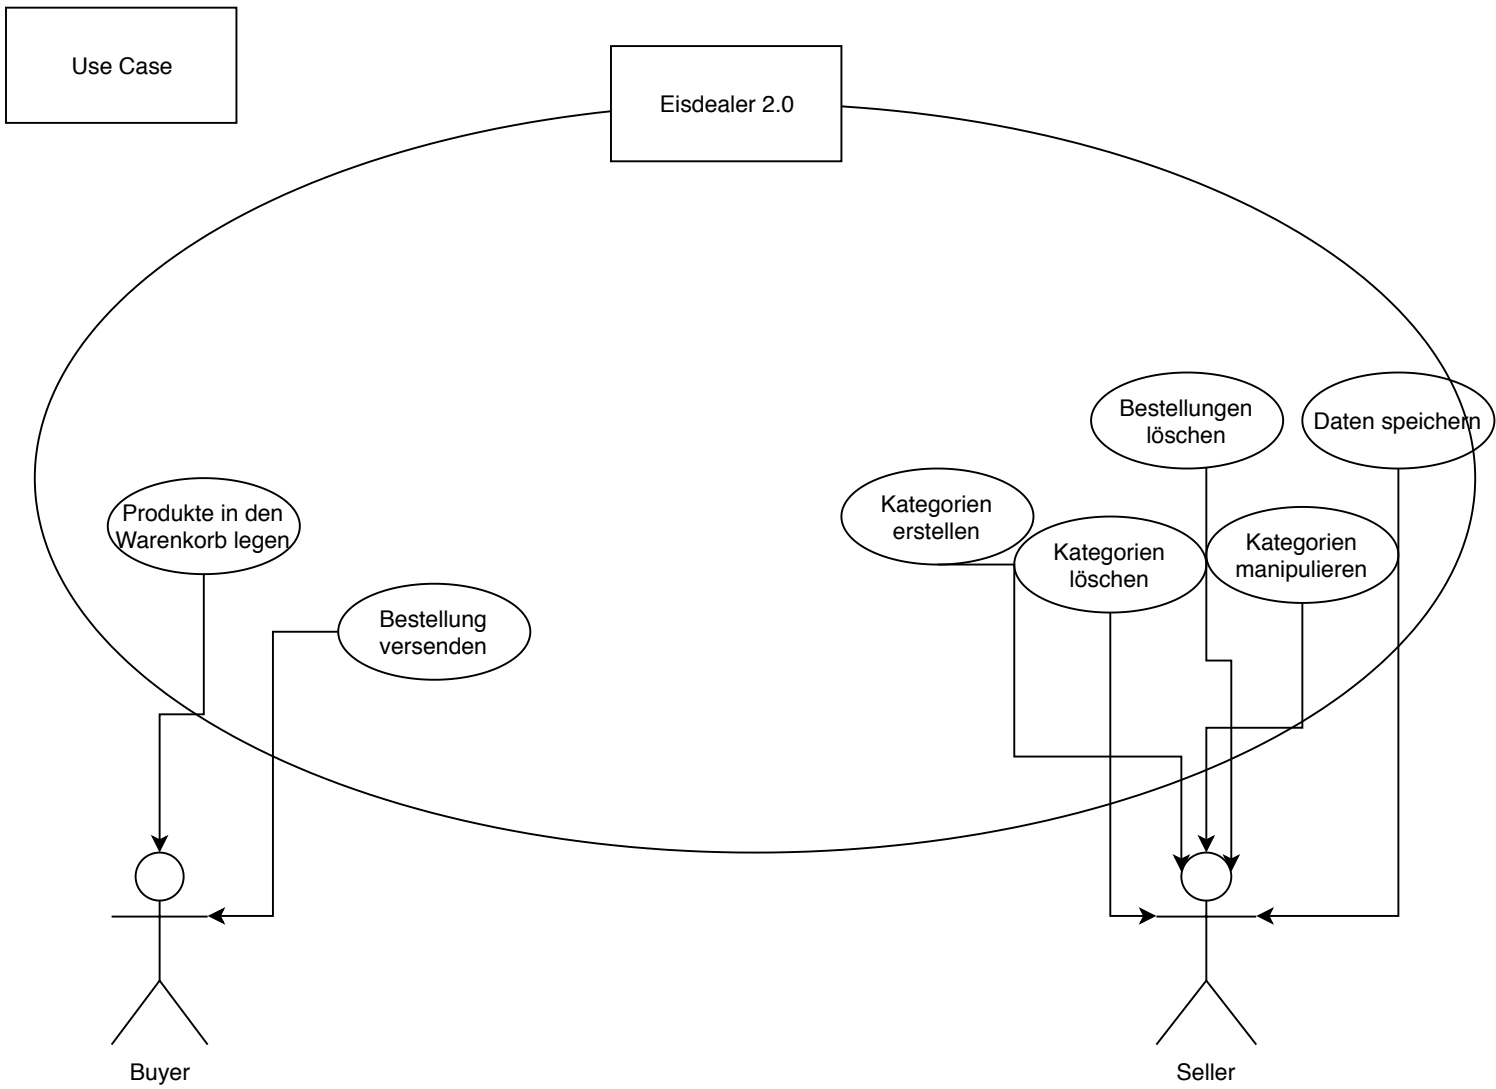 Use Case
Eisdealer 2.0
Bestellungen
löschen
Daten speichern
Kategorien
erstellen
Kategorien
löschen
Kategorien
manipulieren
Produkte in den
Warenkorb legen
Bestellung
versenden
Buyer
Seller